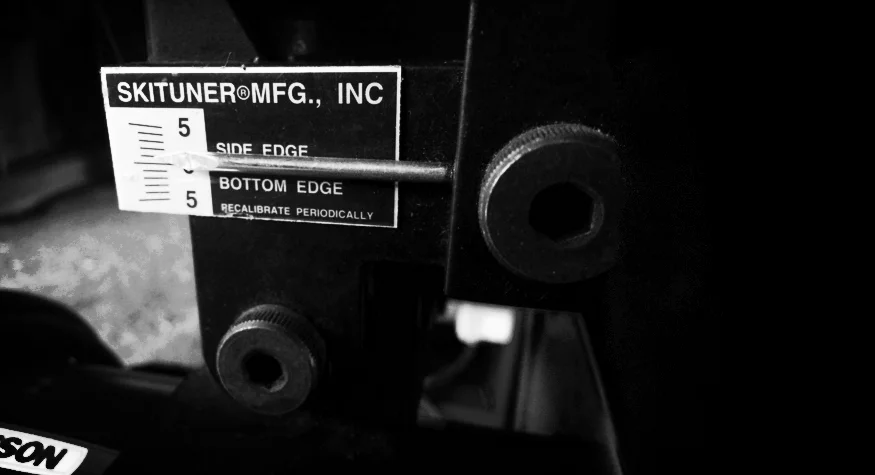 SKITUNER®MFG., INC
5
SIDE EDGE
BOTTOM EDGE
5
RECALIBRATE PERIODICALLY
SON